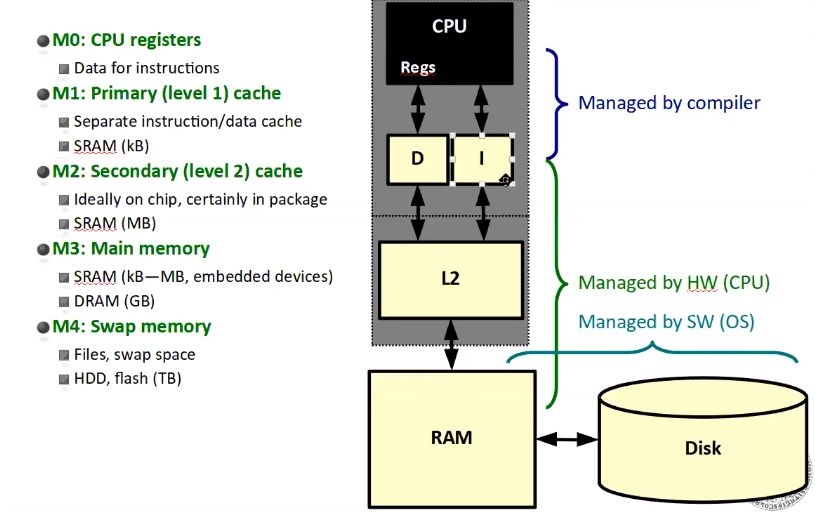 M0: CPU registers
Data for instructions
M1: Primary (level 1) cache
Separate instruction/data cache
SRAM (kB)
M2: Secondary (level 2) cache
Ideally on chip, certainly in package
SRAM (MB)
M3: Main memory
SRAM (kB—MB, embedded devices)
DRAM (GB)
M4: Swap memory
Files, swap space
HDD, flash (TB)
CPU
Regs
D
I
L2
RAM
Disk
Managed by compiler
Managed by HW (CPU)
Managed by SW (OS)